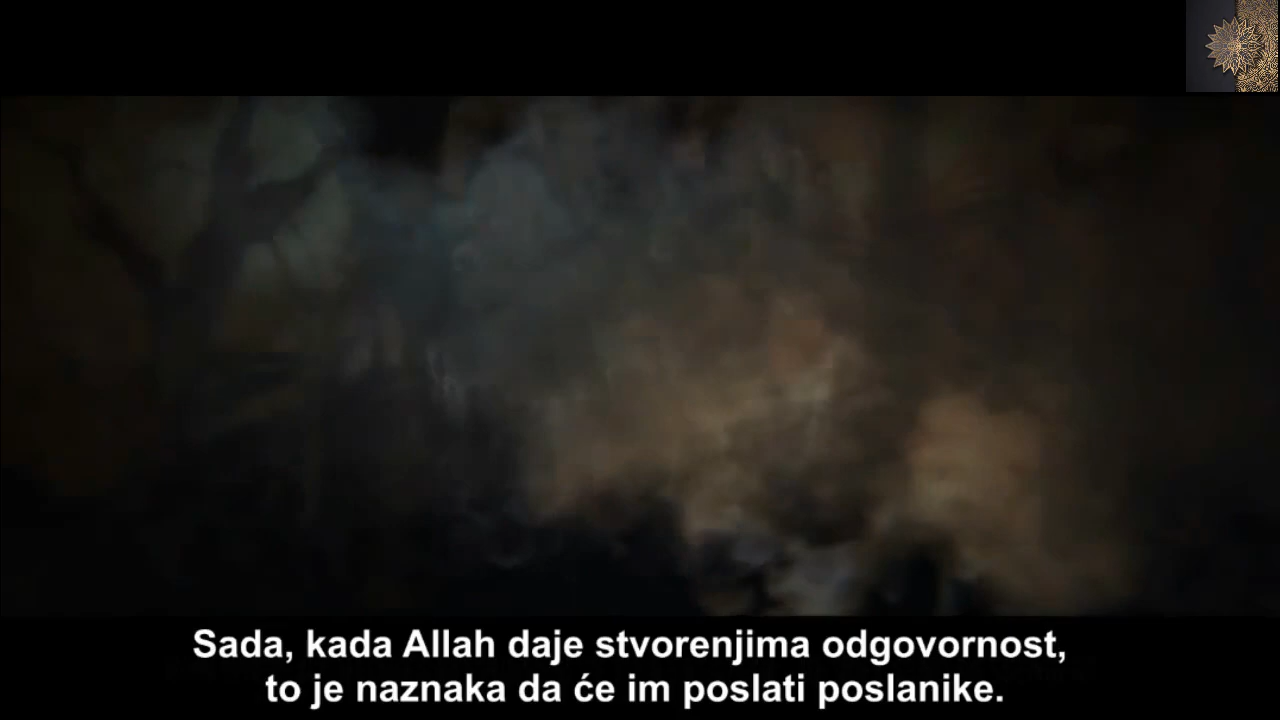 Sada, kada Allah daje stvorenjima odgovornost,
to je naznaka da će im poslati poslanike.